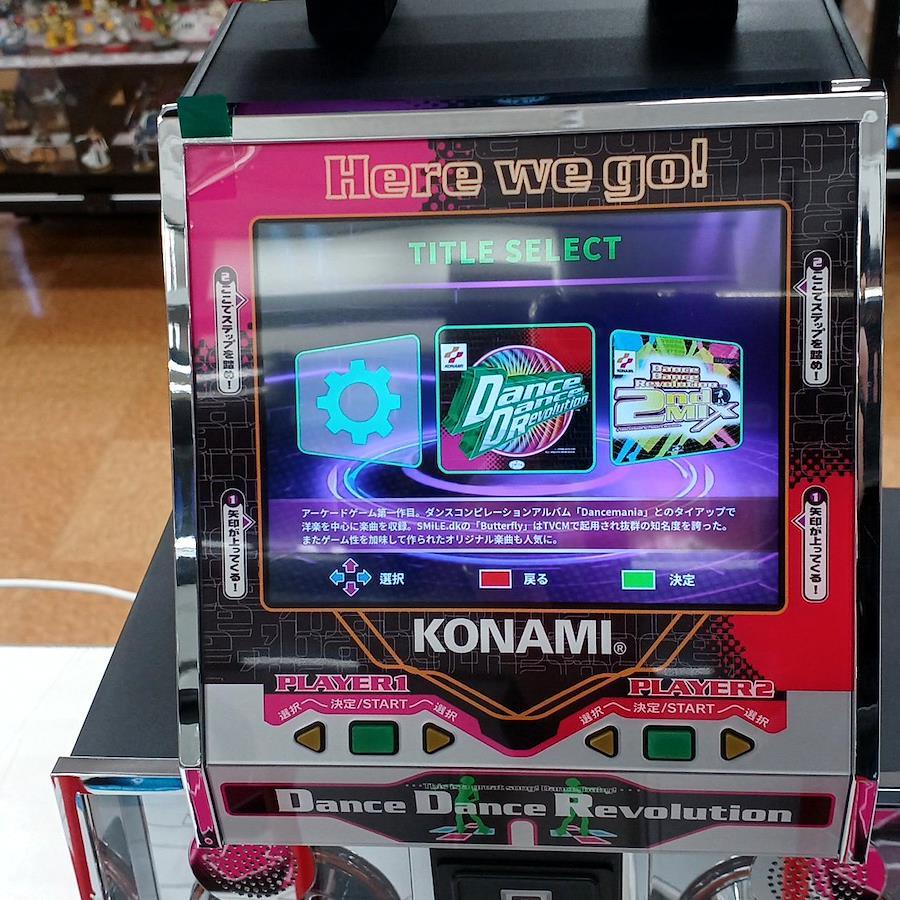 Here we go!
TITLE SELECT
KONAMI
Dance
Dance
Revolution
KONAMI
Dance
Dance
Revolution
2nd
MIX
アーケードゲーム第一作目。ダンスコンピレーションアルバム「Dancemania」とのタイアップで
洋楽を中心に楽曲を収録。SMiLE.dkの「Butterfly」はTVCMで起用され抜群の知名度を誇った。
またゲーム性を加味して作られたオリジナル楽曲も人気に。
選択
戻る
決定
2 ここでステップを踏め!
1 矢印が上ってくる!
2 ここでステップを踏め!
1 矢印が上ってくる!
KONAMI®
PLAYER1
選択 決定/START 選択
PLAYER2
選択 決定/START 選択
This is a great song! Dance, baby!
Dance Dance Revolution